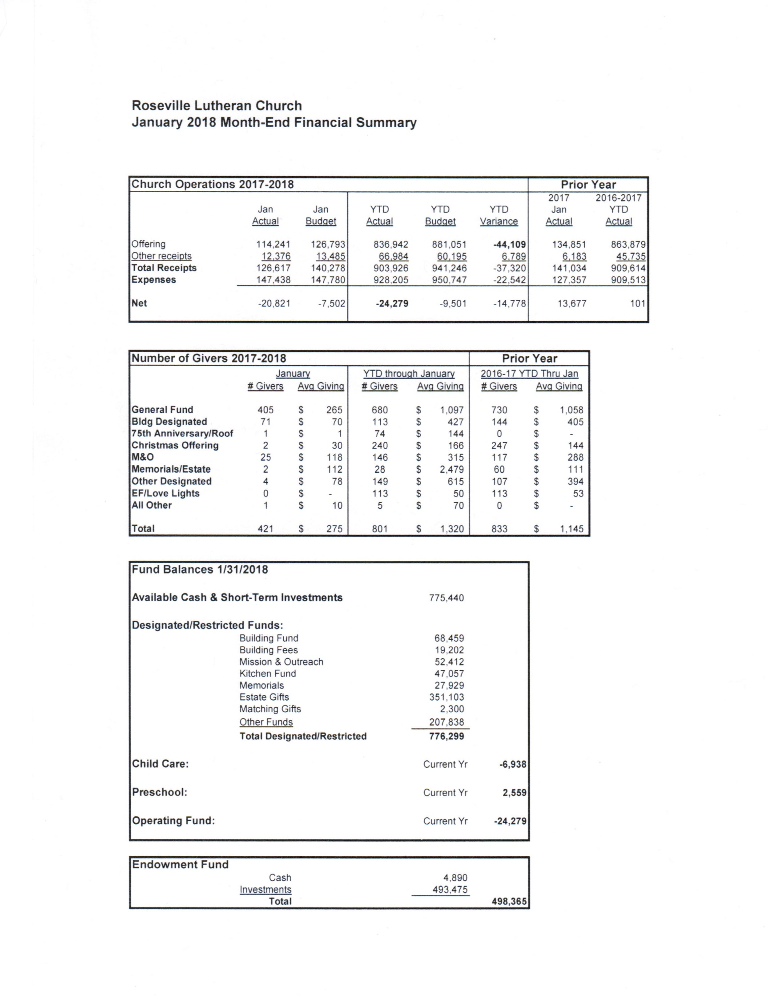 Roseville Lutheran Church
January 2018 Month-End Financial Summary
Church Operations 2017-2018 Prior Year
2017 2016-2017
Jan Jan YTD YTD YTD Jan YTD
Actual Budget Actual Budget Variance Actual Actual
Offering 114,241 126,793 836,942 881,051 -44,109 134,851 863,879
Other receipts 12,376 13,485 66,984 60,195 6,789 6,183 45,735
Total Receipts 126,617 140,278 903,926 941,246 -37,320 141,034 909,614
Expenses 147,438 147,780 928,205 950,747 -22,542 127,357 909,513
Net -20,821 -7,502 -24,279 -9,501 -14,778 13,677 101
Number of Givers 2017-2018 Prior Year
January YTD through January 2016-17 YTD Thru Jan
# Givers Avg Giving # Givers Avg Giving # Givers Avg Giving
General Fund 405 $ 265 680 $ 1,097 730 $ 1,058
Bldg Designated 71 $ 70 113 $ 427 144 $ 405
75th Anniversary/Roof 1 $ 1 74 $ 144 0 $ -
Christmas Offering 2 $ 30 240 $ 166 247 $ 144
M&O 25 $ 118 146 $ 315 117 $ 288
Memorials/Estate 2 $ 112 28 $ 2,479 60 $ 111
Other Designated 4 $ 78 149 $ 615 107 $ 394
EF/Love Lights 0 $ - 113 $ 50 113 $ 53
All Other 1 $ 10 5 $ 70 0 $ -
Total 421 $ 275 801 $ 1,320 833 $ 1,145
Fund Balances 1/31/2018
Available Cash & Short-Term Investments 775,440
Designated/Restricted Funds:
Building Fund 68,459
Building Fees 19,202
Mission & Outreach 52,412
Kitchen Fund 47,057
Memorials 27,929
Estate Gifts 351,103
Matching Gifts 2,300
Other Funds 207,838
Total Designated/Restricted 776,299
Child Care: Current Yr -6,938
Preschool: Current Yr 2,559
Operating Fund: Current Yr -24,279
Endowment Fund
Cash 4,890
Investments 493,475
Total 498,365